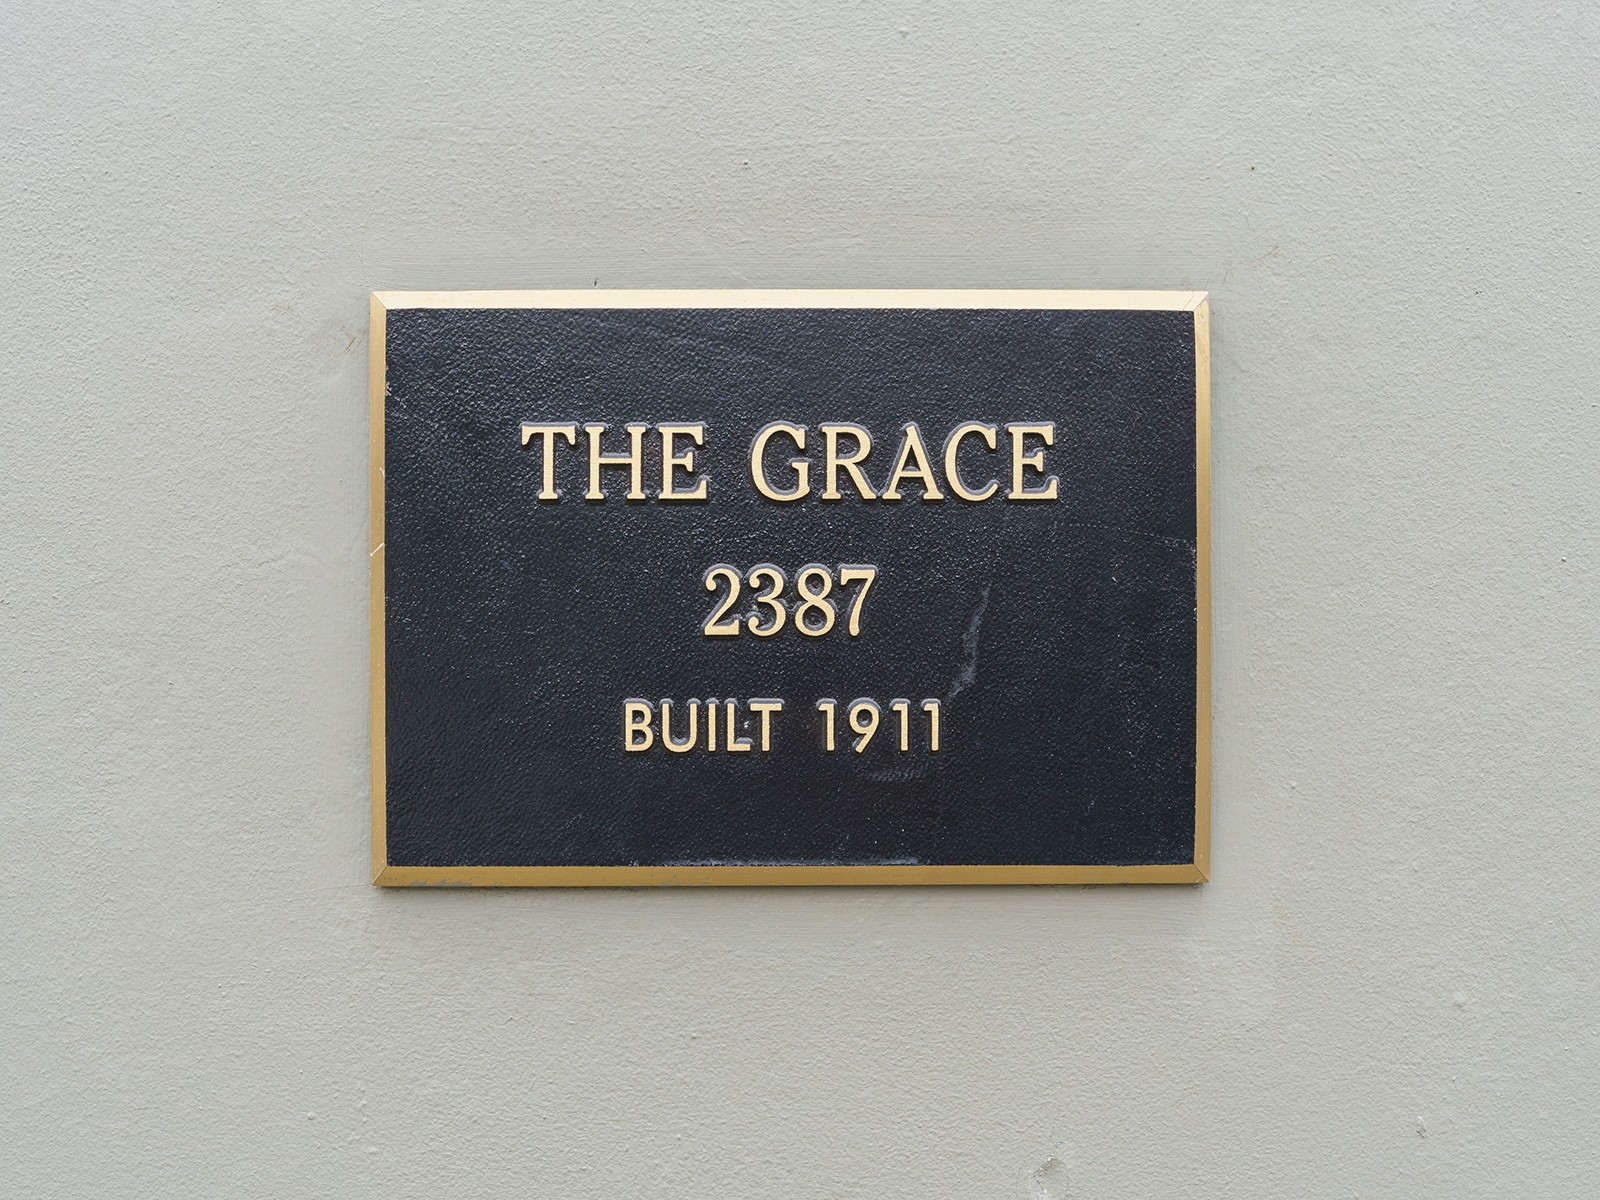 THE GRACE
2387
BUILT 1911